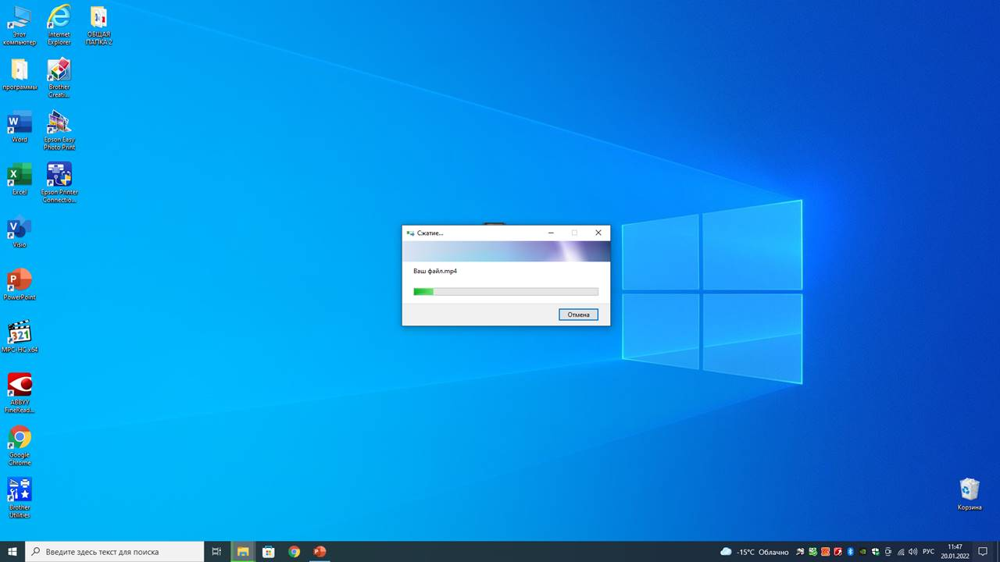 Этот
компьютер
Internet
Explorer
ОБЩАЯ
ПАПКА 2
программы
Brother
Creati...
W
Word
Epson Easy
Photo Print
X
Excel
Epson Printer
Connectio...
V
Visio
P
PowerPoint
321
MPC-HC x64
ABBYY
FineRead...
Google
Chrome
Brother
Utilities
Сжатие...
Ваш файл.mp4
Отмена
Корзина
Введите здесь текст для поиска
P
-15°C Облачно
РУС
11:47
20.01.2022